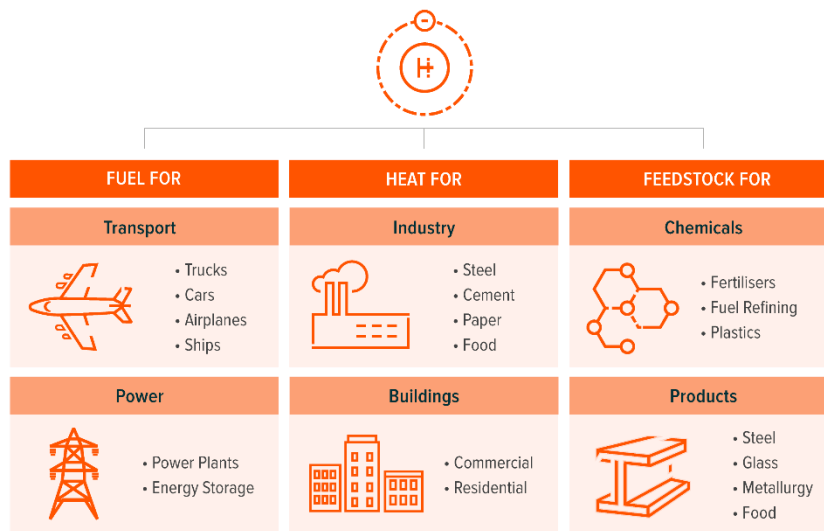 -
H
FUEL FOR
HEAT FOR
FEEDSTOCK FOR
Transport
• Trucks
• Cars
• Airplanes
• Ships
Industry
• Steel
• Cement
• Paper
• Food
Chemicals
• Fertilisers
• Fuel Refining
• Plastics
Power
• Power Plants
• Energy Storage
Buildings
• Commercial
• Residential
Products
• Steel
• Glass
• Metallurgy
• Food